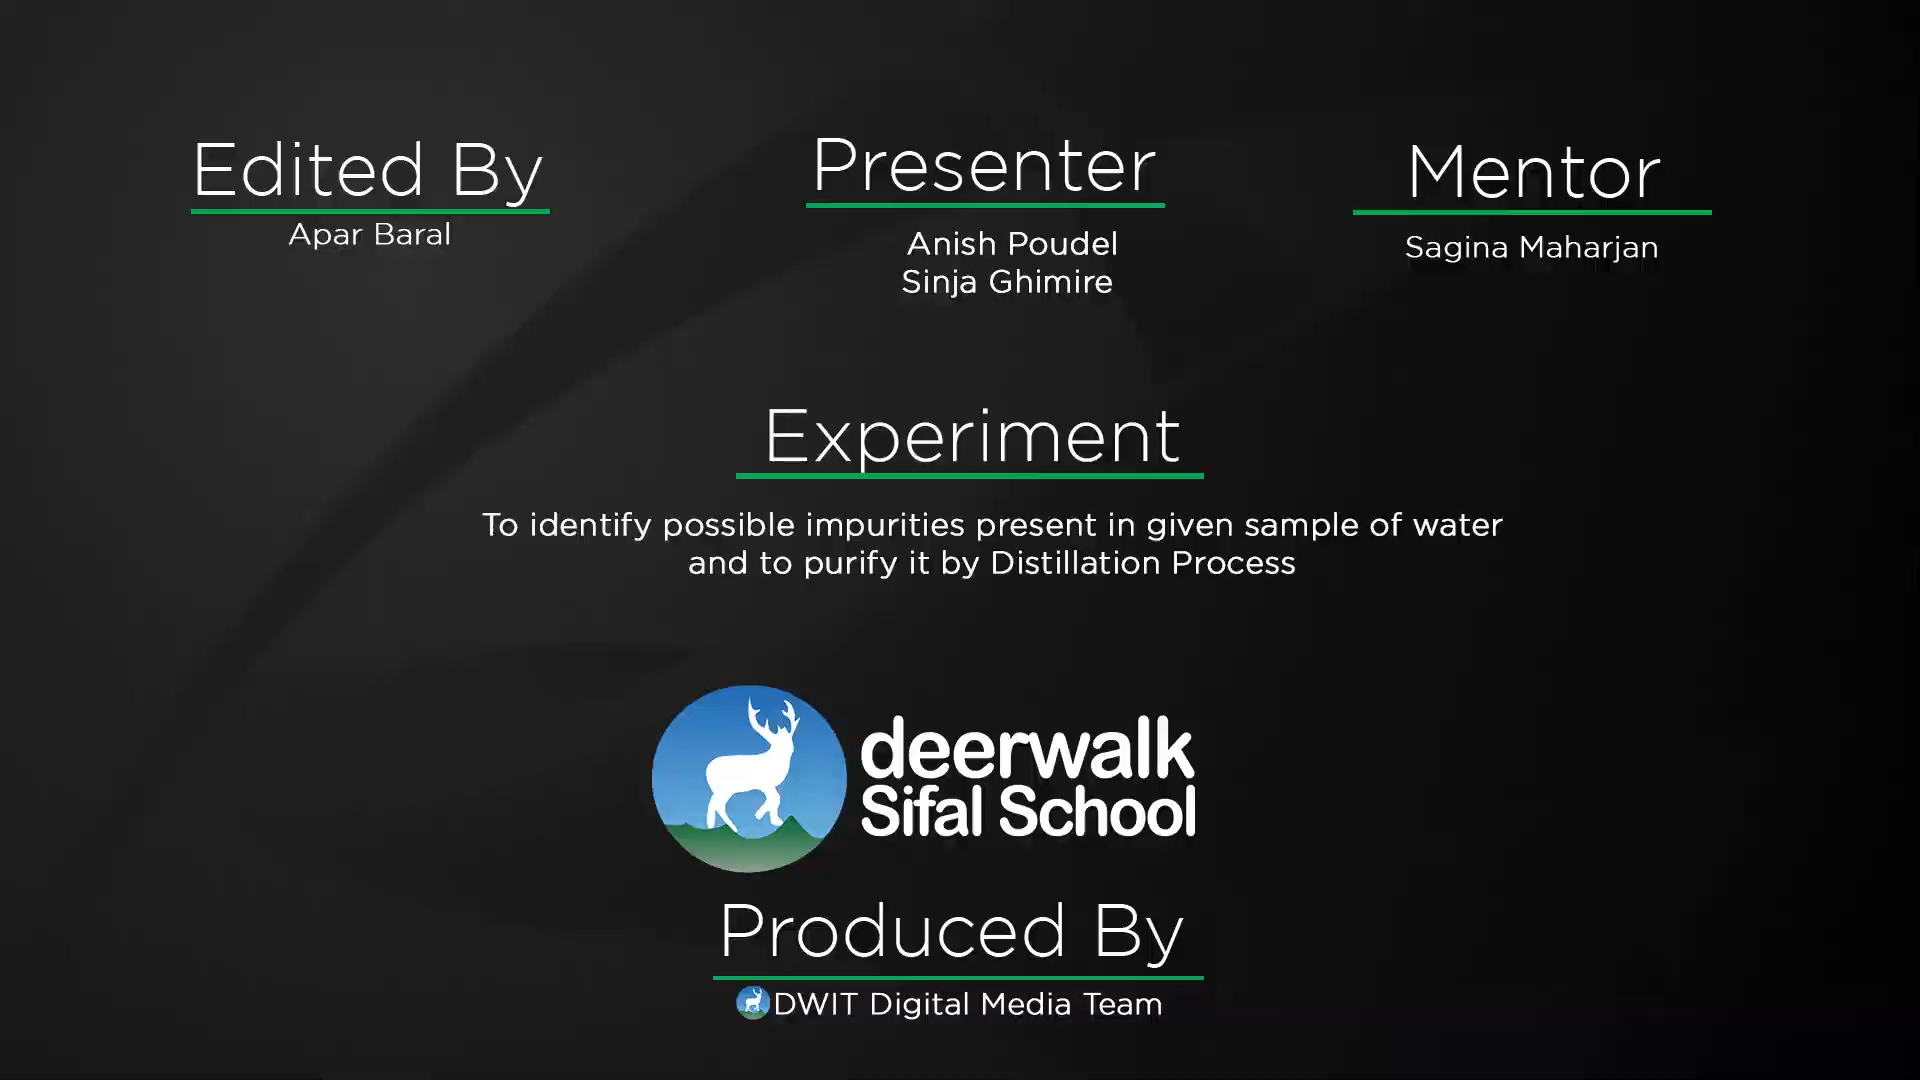 Edited By
Apar Baral
Presenter
Anish Poudel
Sinja Ghimire
Mentor
Sagina Maharjan
Experiment
To identify possible impurities present in given sample of water
and to purify it by Distillation Process
deerwalk
Sifal School
Produced By
DWIT Digital Media Team